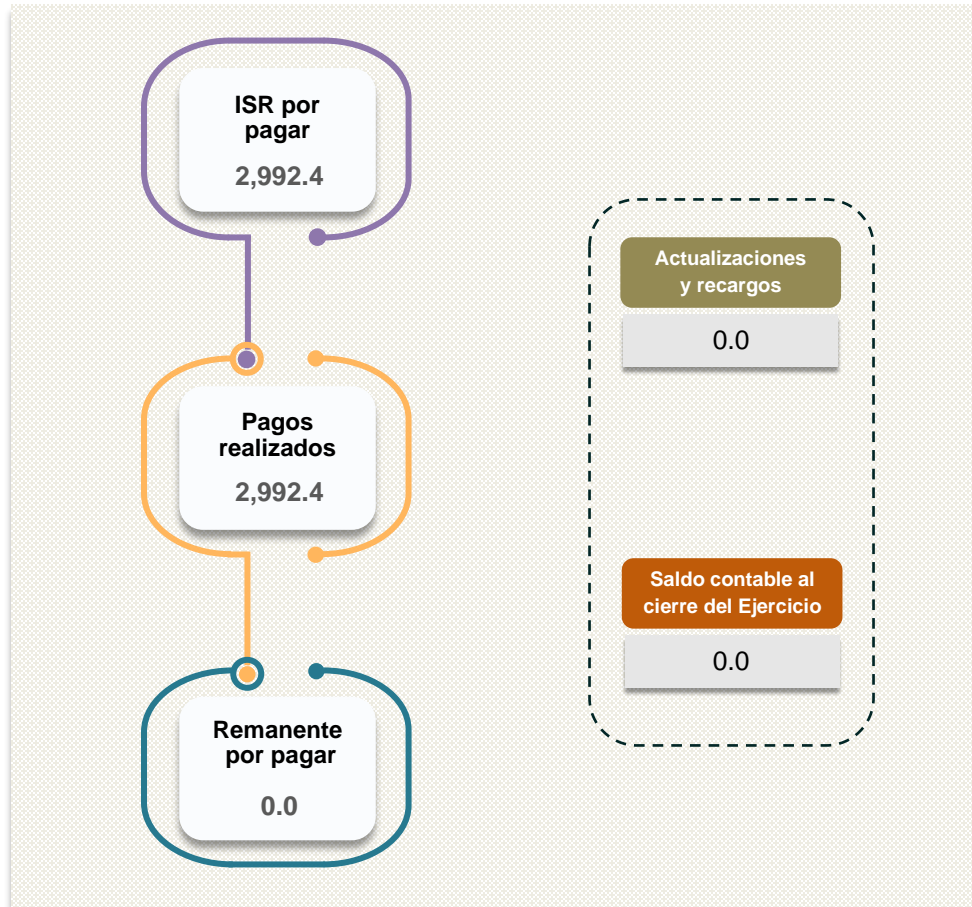 ISR por
pagar
2,992.4
Pagos
realizados
2,992.4
Remanente
por pagar
0.0
Actualizaciones
y recargos
0.0
Saldo contable al
cierre del Ejercicio
0.0